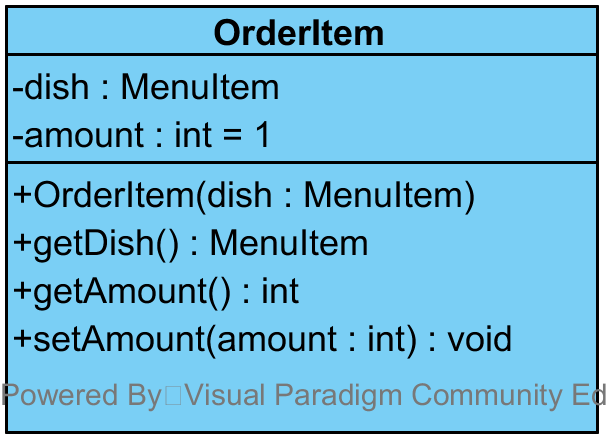 OrderItem
-dish : MenuItem
-amount : int = 1
+OrderItem(dish : MenuItem)
+getDish() : MenuItem
+getAmount() : int
+setAmount(amount : int) : void
Powered By Visual Paradigm Community Ed